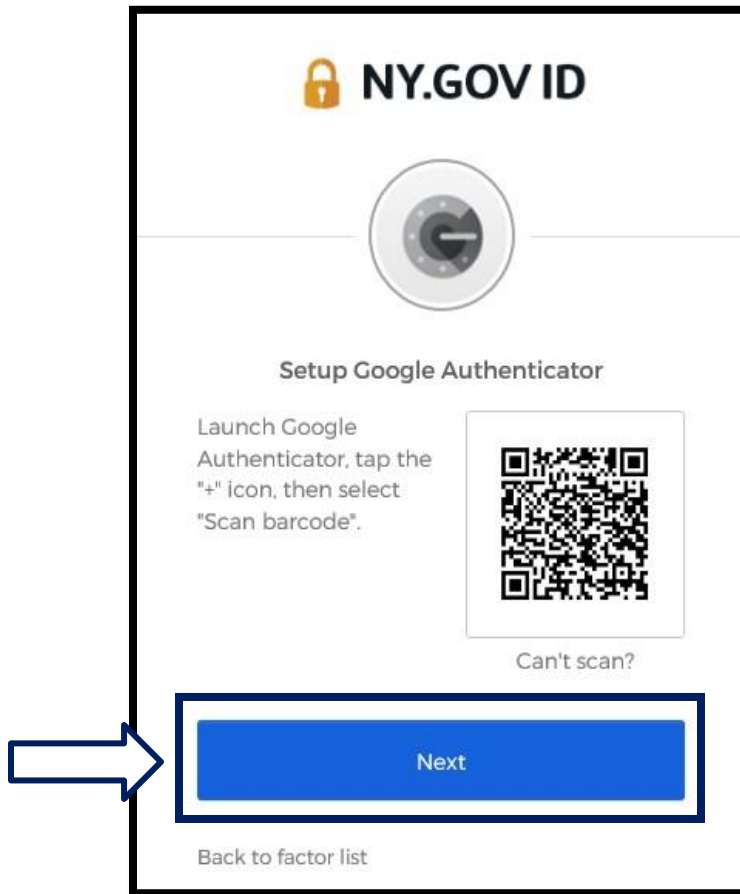 NY.GOV ID
Setup Google Authenticator
Launch Google
Authenticator, tap the
"+" icon, then select
"Scan barcode".
Can't scan?
Next
Back to factor list